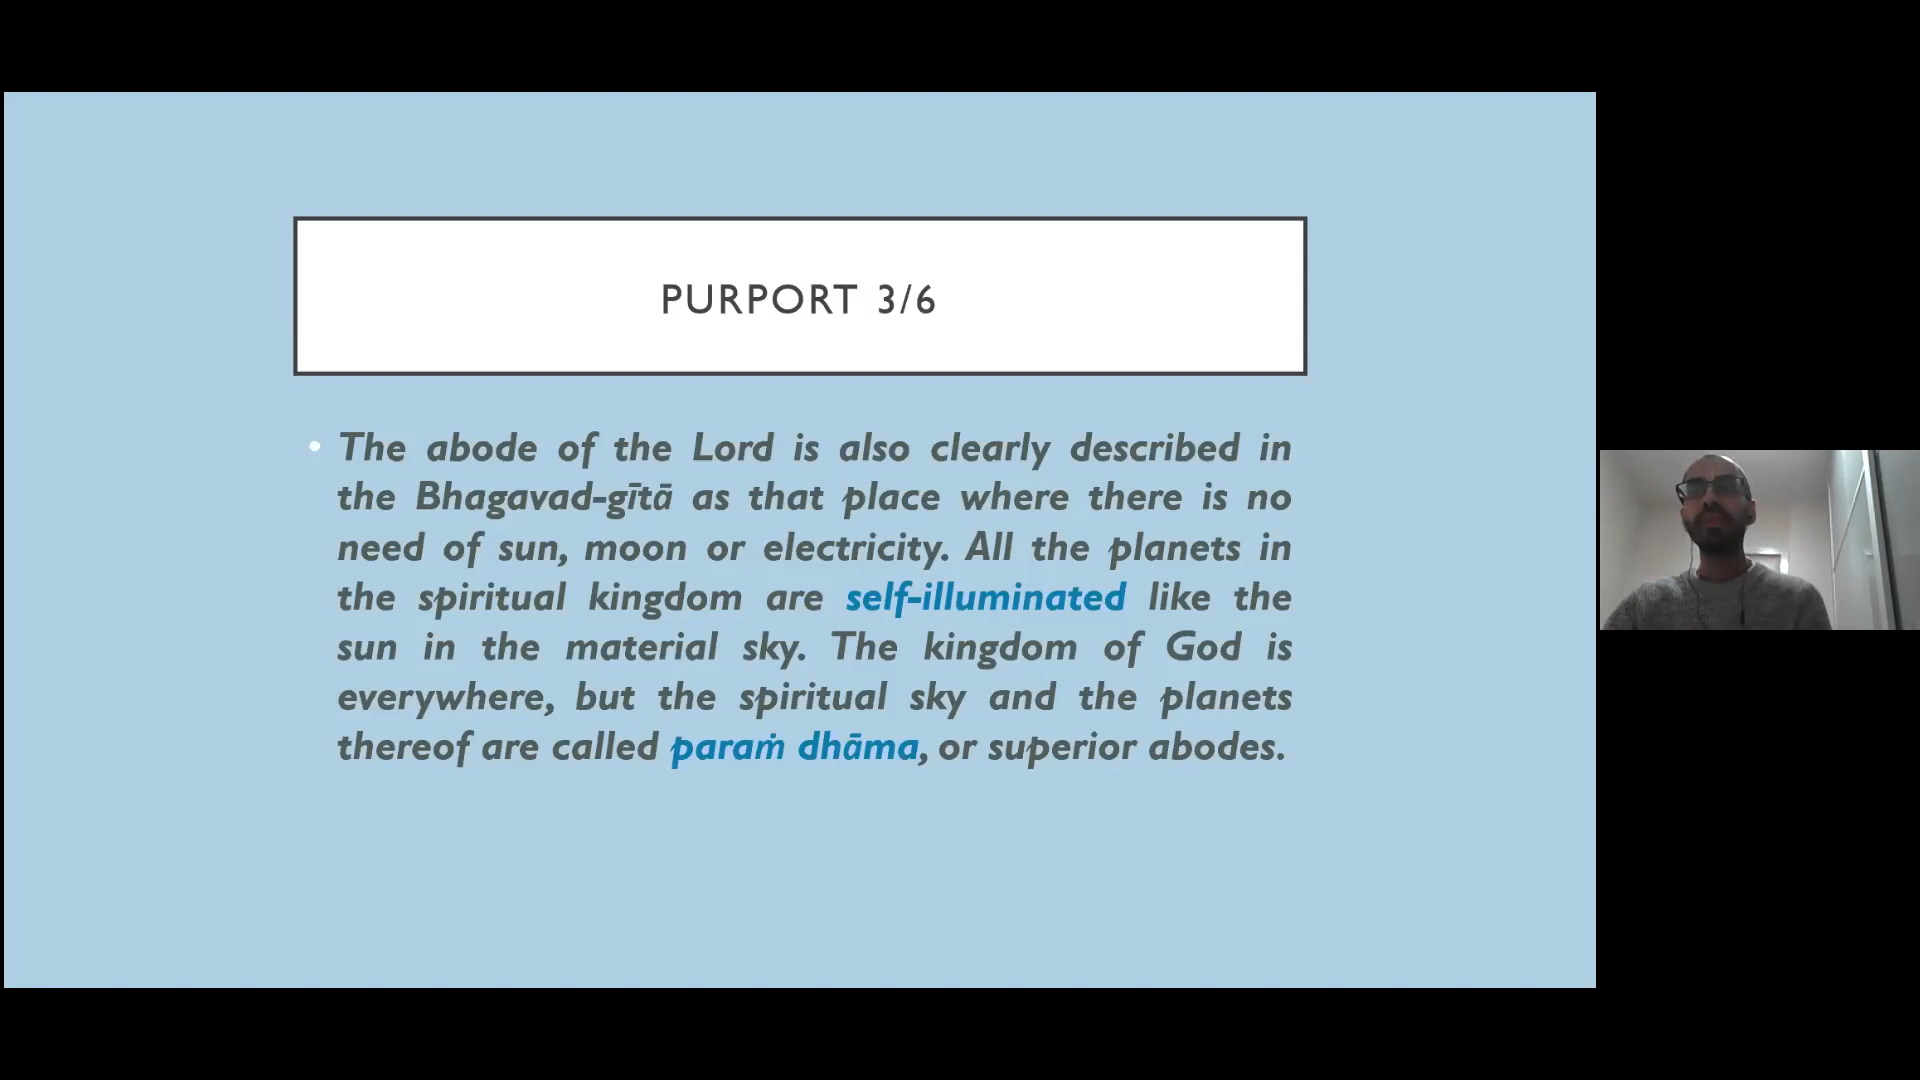 PURPORT 3/6
• The abode of the Lord is also clearly described in
the Bhagavad-gītā as that place where there is no
need of sun, moon or electricity. All the planets in
the spiritual kingdom are self-illuminated like the
sun in the material sky. The kingdom of God is
everywhere, but the spiritual sky and the planets
thereof are called paraṁ dhāma, or superior abodes.